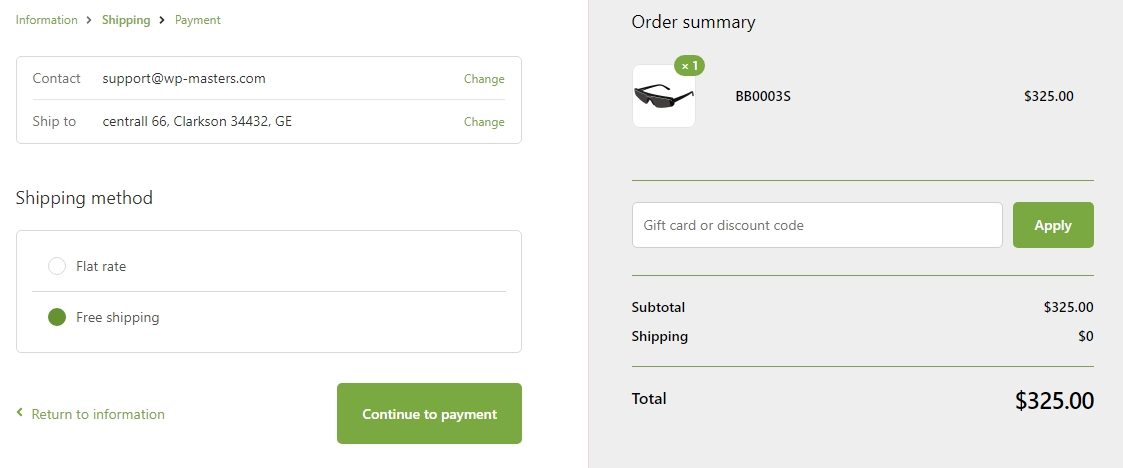 Information > Shipping > Payment
Contact support@wp-masters.com Change
Ship to centrall 66, Clarkson 34432, GE Change
Shipping method
Flat rate
Free shipping
Return to information
Continue to payment
Order summary
× 1
BB0003S $325.00
Gift card or discount code
Apply
Subtotal $325.00
Shipping $0
Total $325.00